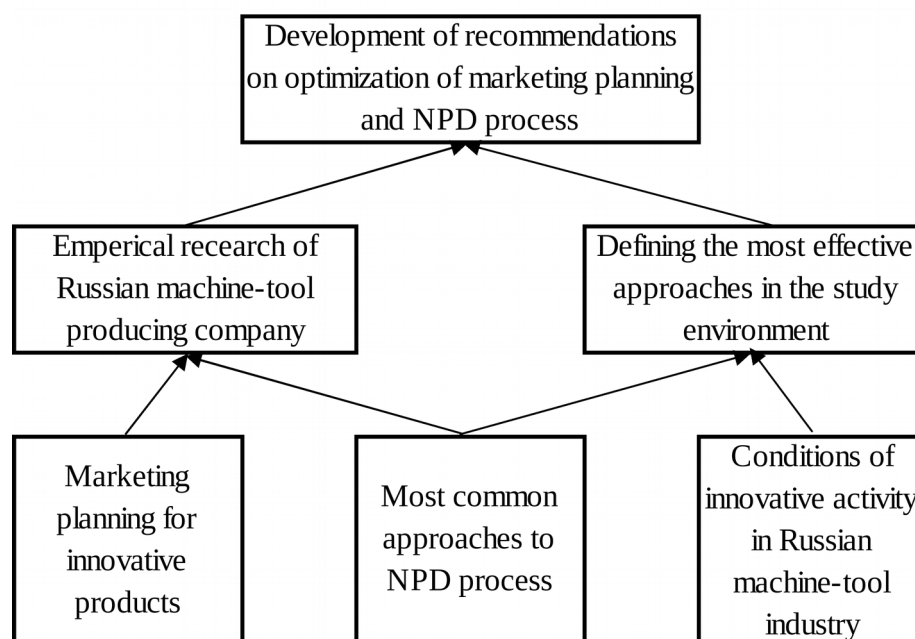 Development of recommendations
on optimization of marketing planning
and NPD process
Emperical recearch of
Russian machine-tool
producing company
Defining the most effective
approaches in the study
environment
Marketing
planning for
innovative
products
Most common
approaches to
NPD process
Conditions of
innovative activity
in Russian
machine-tool
industry